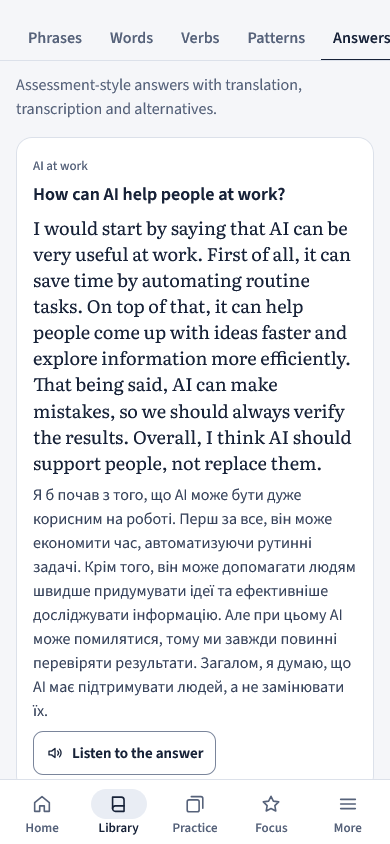 Phrases Words Verbs Patterns Answers
Assessment-style answers with translation,
transcription and alternatives.
AI at work
How can AI help people at work?
I would start by saying that AI can be
very useful at work. First of all, it can
save time by automating routine
tasks. On top of that, it can help
people come up with ideas faster and
explore information more efficiently.
That being said, AI can make
mistakes, so we should always verify
the results. Overall, I think AI should
support people, not replace them.
Я б почав з того, що AI може бути дуже
корисним на роботі. Перш за все, він може
економити час, автоматизуючи рутинні
задачі. Крім того, він може допомагати людям
швидше придумувати ідеї та ефективніше
досліджувати інформацію. Але при цьому AI
може помилятися, тому ми завжди повинні
перевіряти результати. Загалом, я думаю, що
AI має підтримувати людей, а не замінювати
їх.
Listen to the answer
Home Library Practice Focus More